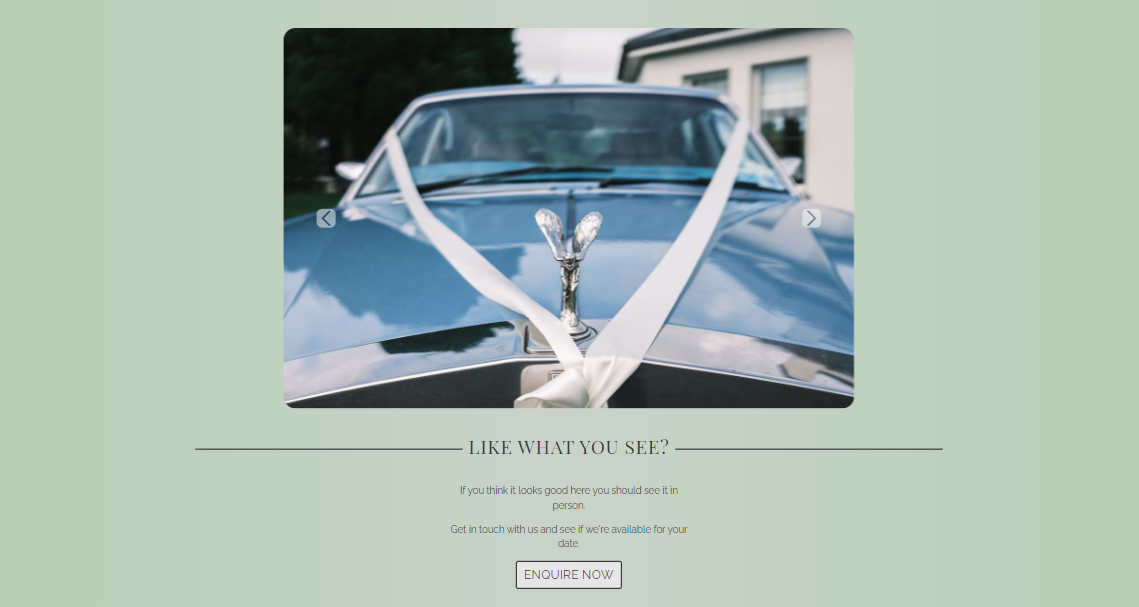 LIKE WHAT YOU SEE?
If you think it looks good here you should see it in
person.
Get in touch with us and see if we're available for your
date.
ENQUIRE NOW